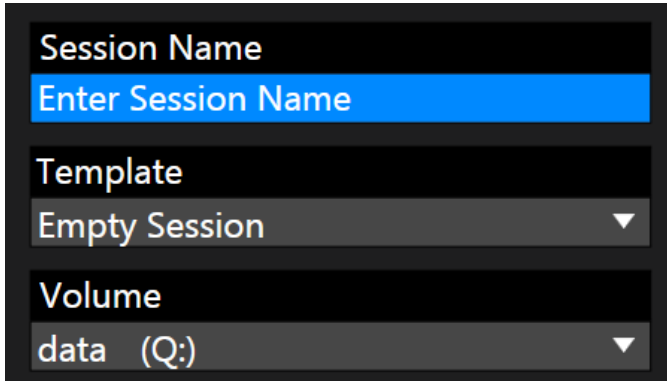 Session Name
Enter Session Name
Template
Empty Session
Volume
data (Q:)